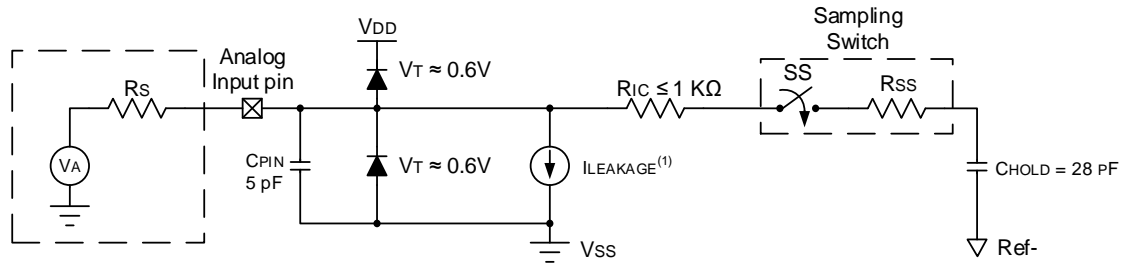 Sampling
Switch
VDD
Analog
Input pin
VT ≈ 0.6V
RS
RIC ≤ 1 KΩ
SS
RSS
VA
CPIN
5 pF
VT ≈ 0.6V
ILEAKAGE(1)
CHOLD = 28 PF
VSS
Ref-